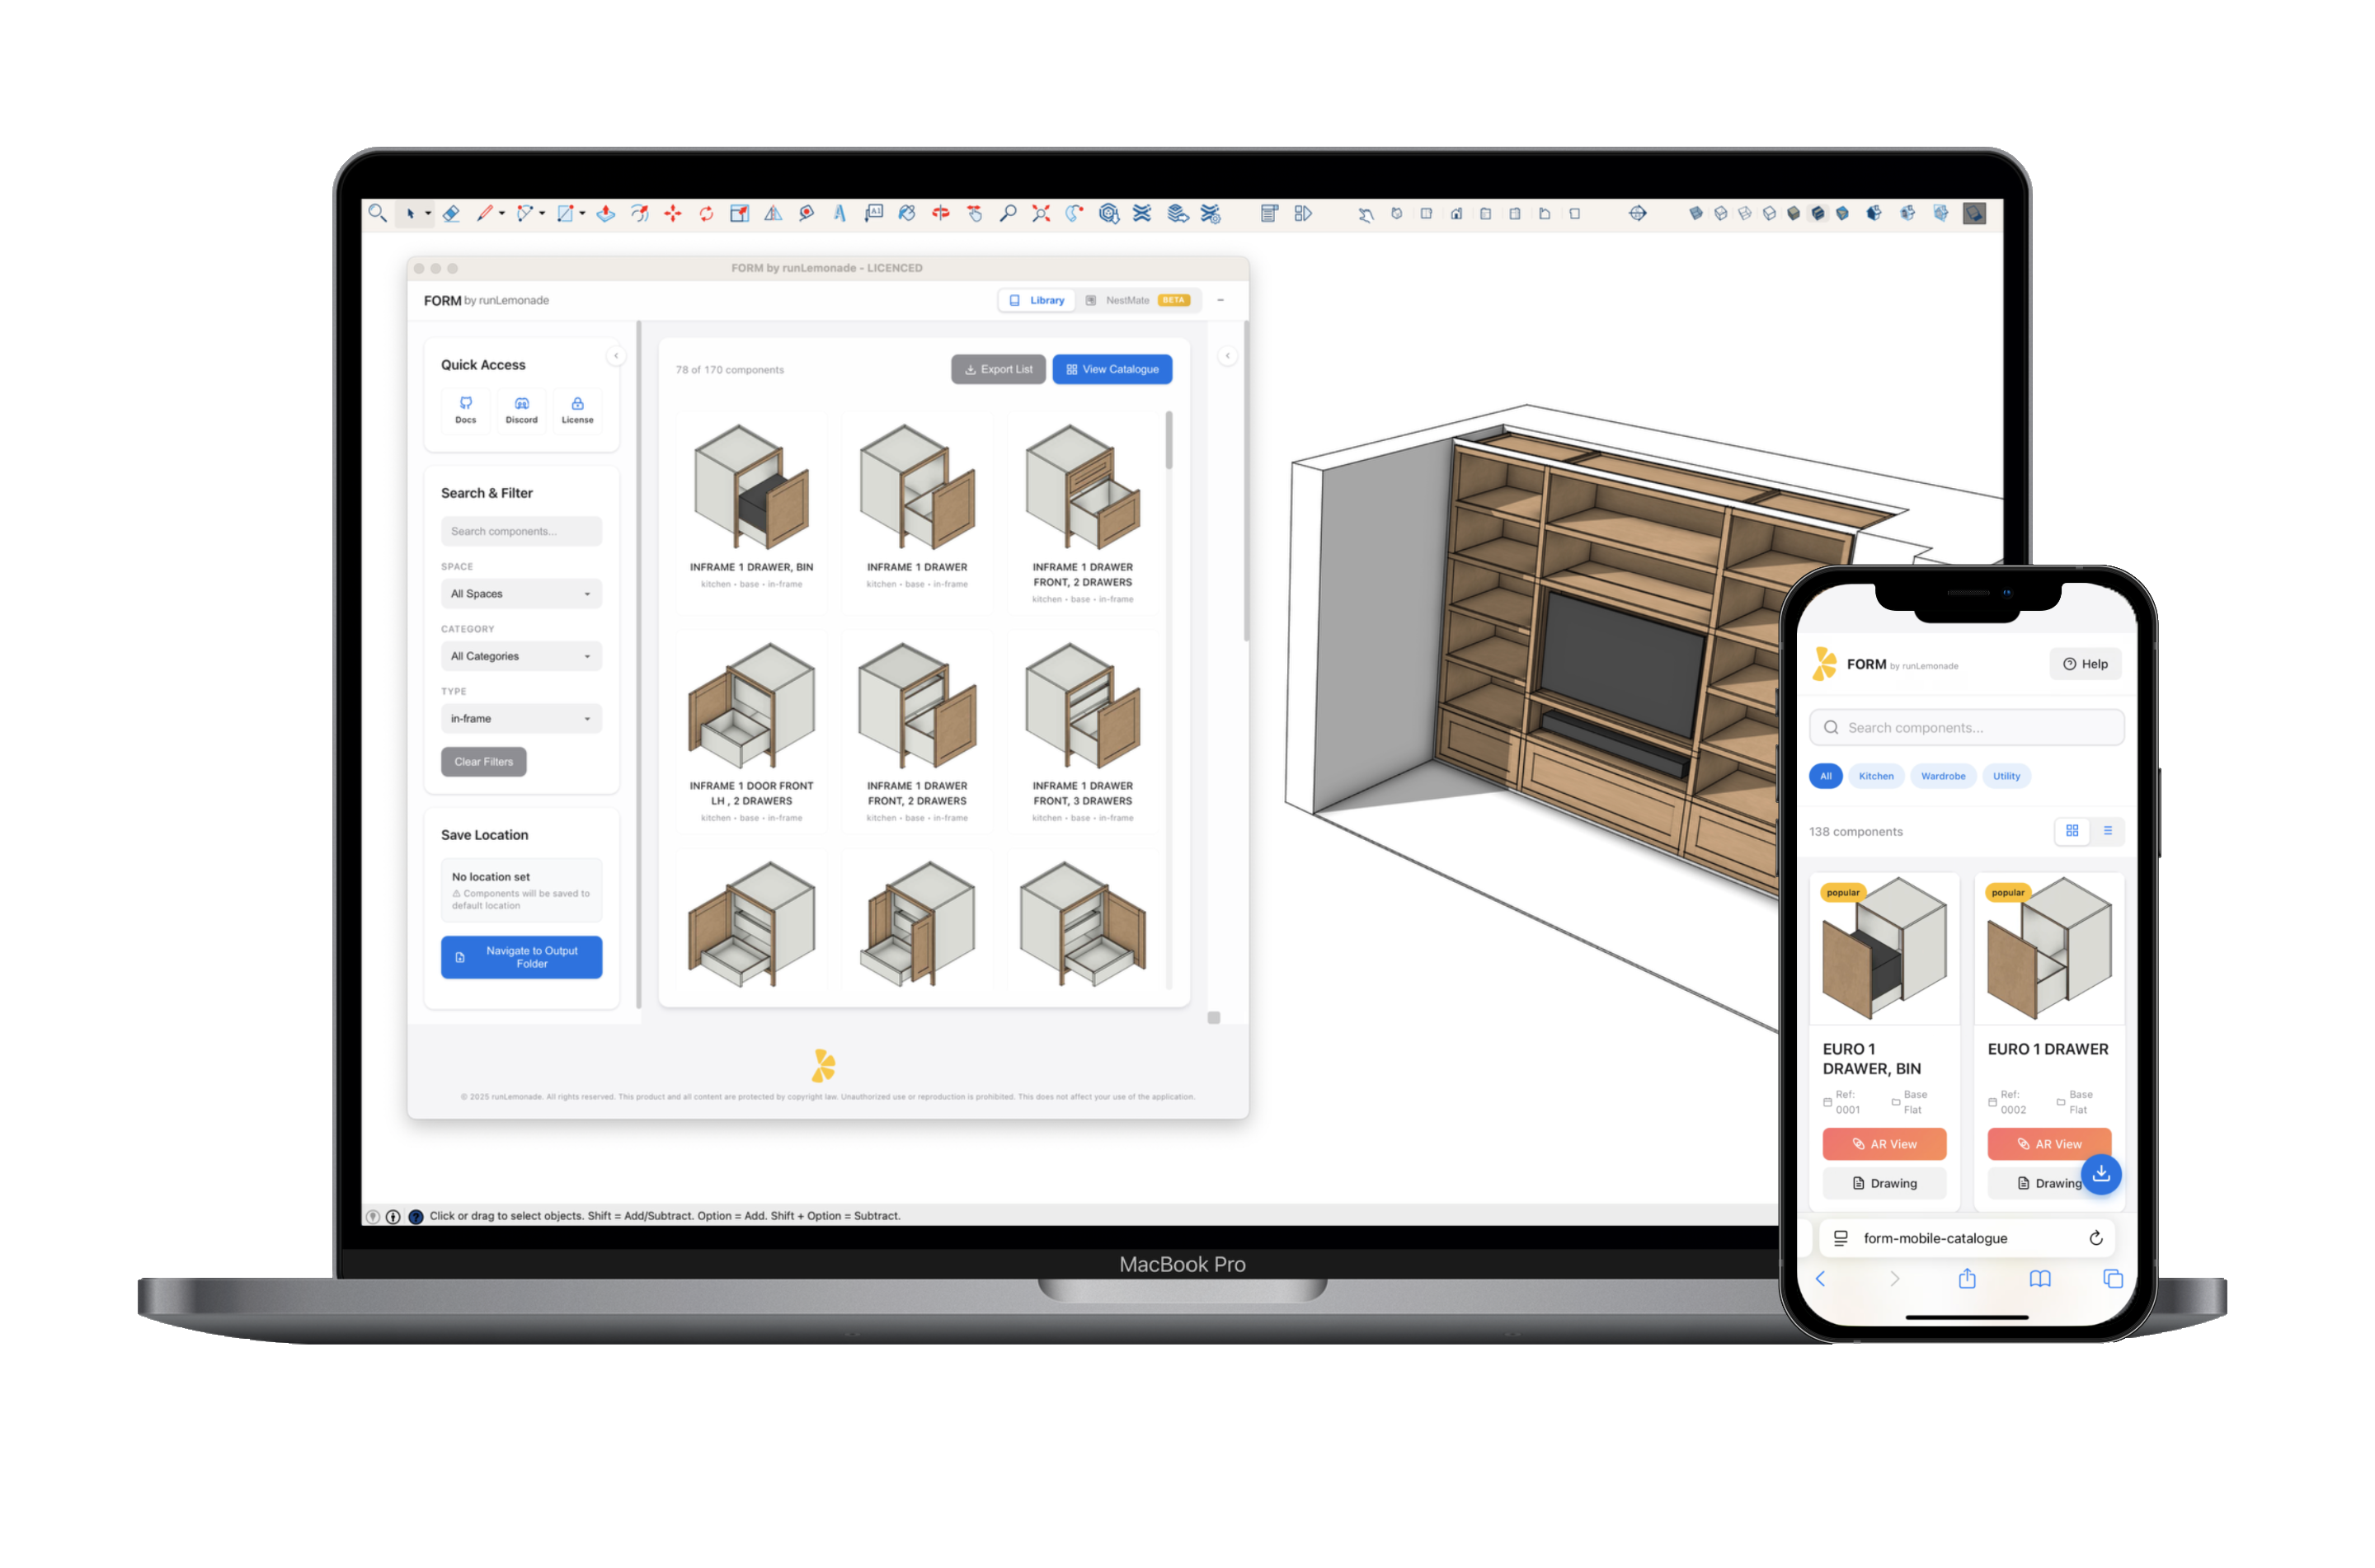 FORM by runLemonade - LICENCED
FORM by runLemonade
Library
NestMate BETA
Quick Access
Docs
Discord
License
Search & Filter
Search components...
SPACE
All Spaces
CATEGORY
All Categories
TYPE
in-frame
Clear Filters
Save Location
No location set
Components will be saved to
default location
Navigate to Output
Folder
78 of 170 components
Export List
View Catalogue
INFRAME 1 DRAWER, BIN
kitchen • base • in-frame
INFRAME 1 DRAWER
kitchen • base • in-frame
INFRAME 1 DRAWER
FRONT, 2 DRAWERS
kitchen • base • in-frame
INFRAME 1 DOOR FRONT
LH , 2 DRAWERS
kitchen • base • in-frame
INFRAME 1 DRAWER
FRONT, 2 DRAWERS
kitchen • base • in-frame
INFRAME 1 DRAWER
FRONT, 3 DRAWERS
kitchen • base • in-frame
© 2025 runLemonade. All rights reserved. This product and all content are protected by copyright law. Unauthorized use or reproduction is prohibited. This does not affect your use of the application.
Click or drag to select objects. Shift = Add/Subtract. Option = Add. Shift + Option = Subtract.
MacBook Pro
FORM by runLemonade
Help
Search components...
All
Kitchen
Wardrobe
Utility
138 components
popular
EURO 1
DRAWER, BIN
Ref:
0001
Base
Flat
AR View
Drawing
popular
EURO 1 DRAWER
Ref:
0002
Base
Flat
AR View
Drawing
form-mobile-catalogue